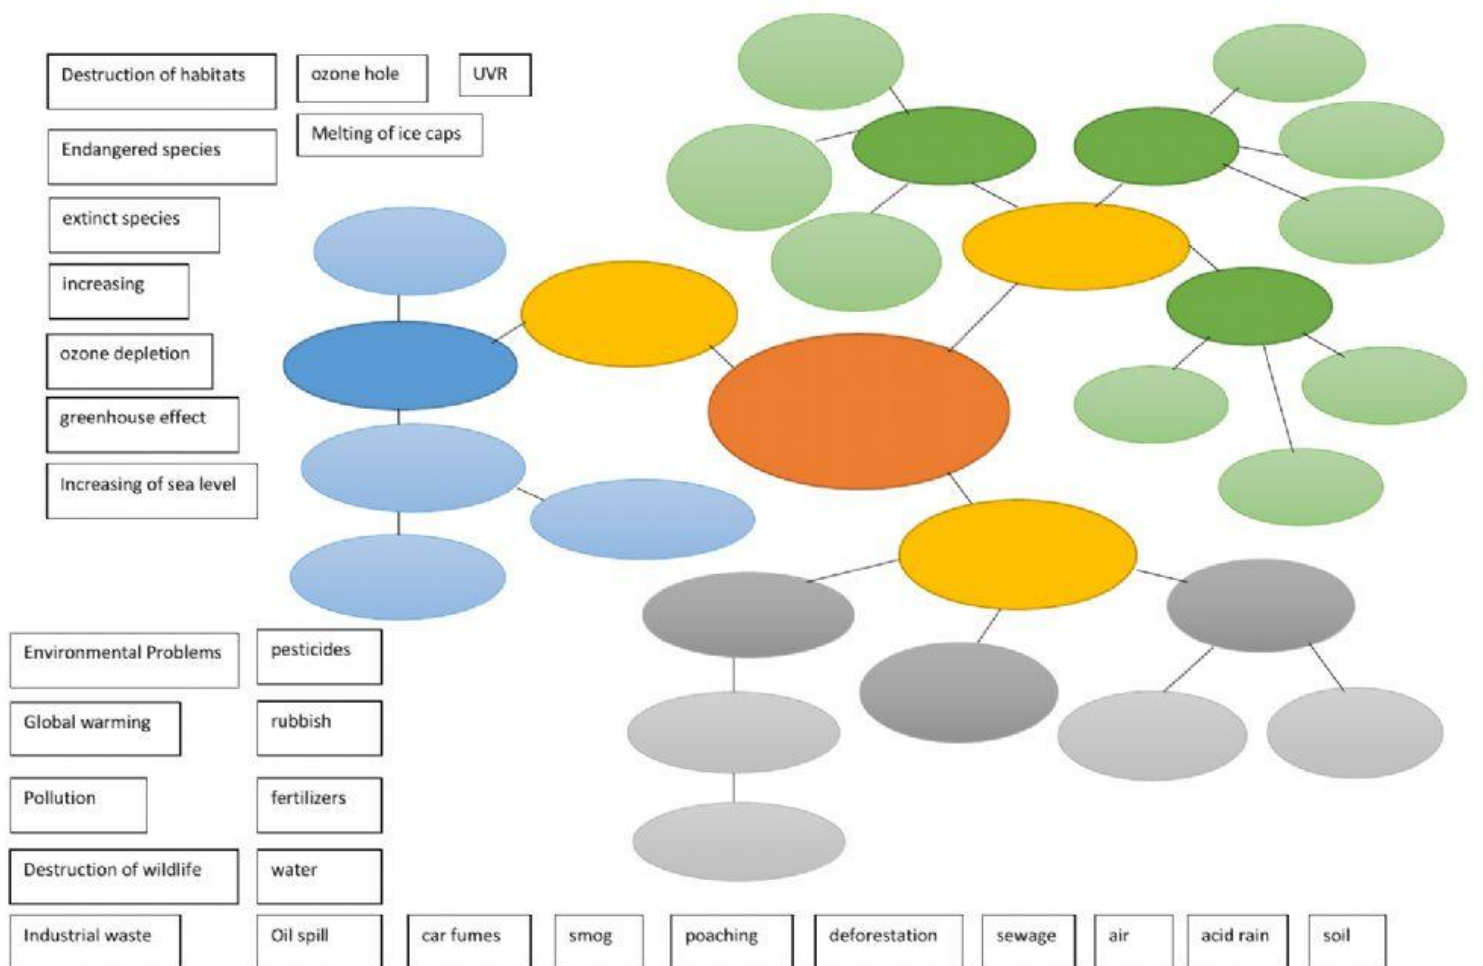 Destruction of habitats
ozone hole
UVR
Melting of ice caps
Endangered species
extinct species
increasing
ozone depletion
greenhouse effect
Increasing of sea level
Environmental Problems
pesticides
Global warming
rubbish
Pollution
fertilizers
Destruction of wildlife
water
Industrial waste
Oil spill
car fumes
smog
poaching
deforestation
sewage
air
acid rain
soil